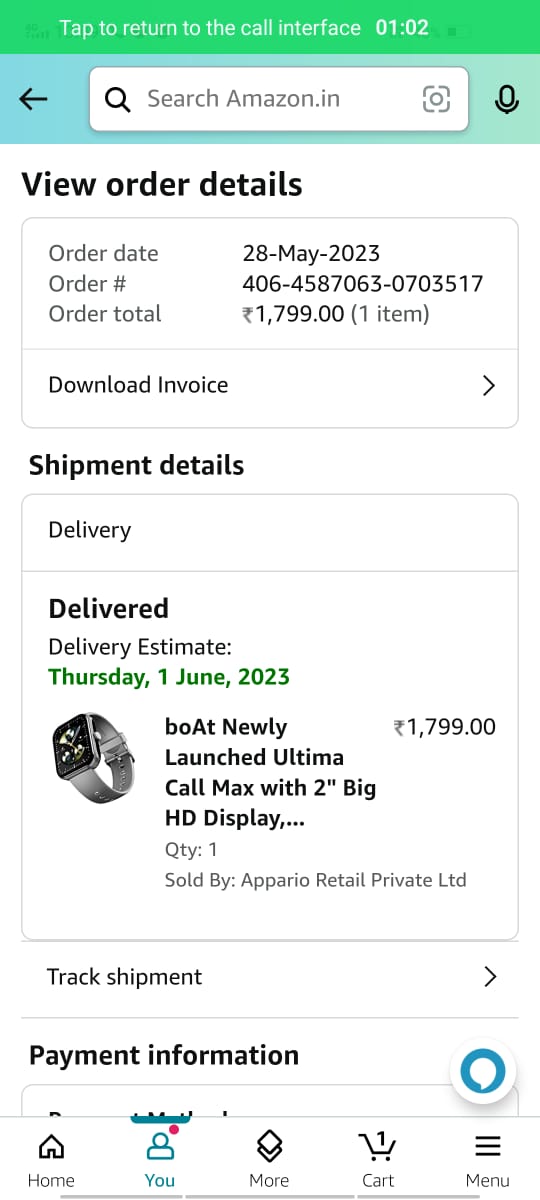 Tap to return to the call interface 01:02
Search Amazon.in
View order details
Order date 28-May-2023
Order # 406-4587063-0703517
Order total ₹1,799.00 (1 item)
Download Invoice
Shipment details
Delivery
Delivered
Delivery Estimate:
Thursday, 1 June, 2023
boAt Newly ₹1,799.00
Launched Ultima
Call Max with 2" Big
HD Display,...
Qty: 1
Sold By: Appario Retail Private Ltd
Track shipment
Payment information
1
Home You More Cart Menu